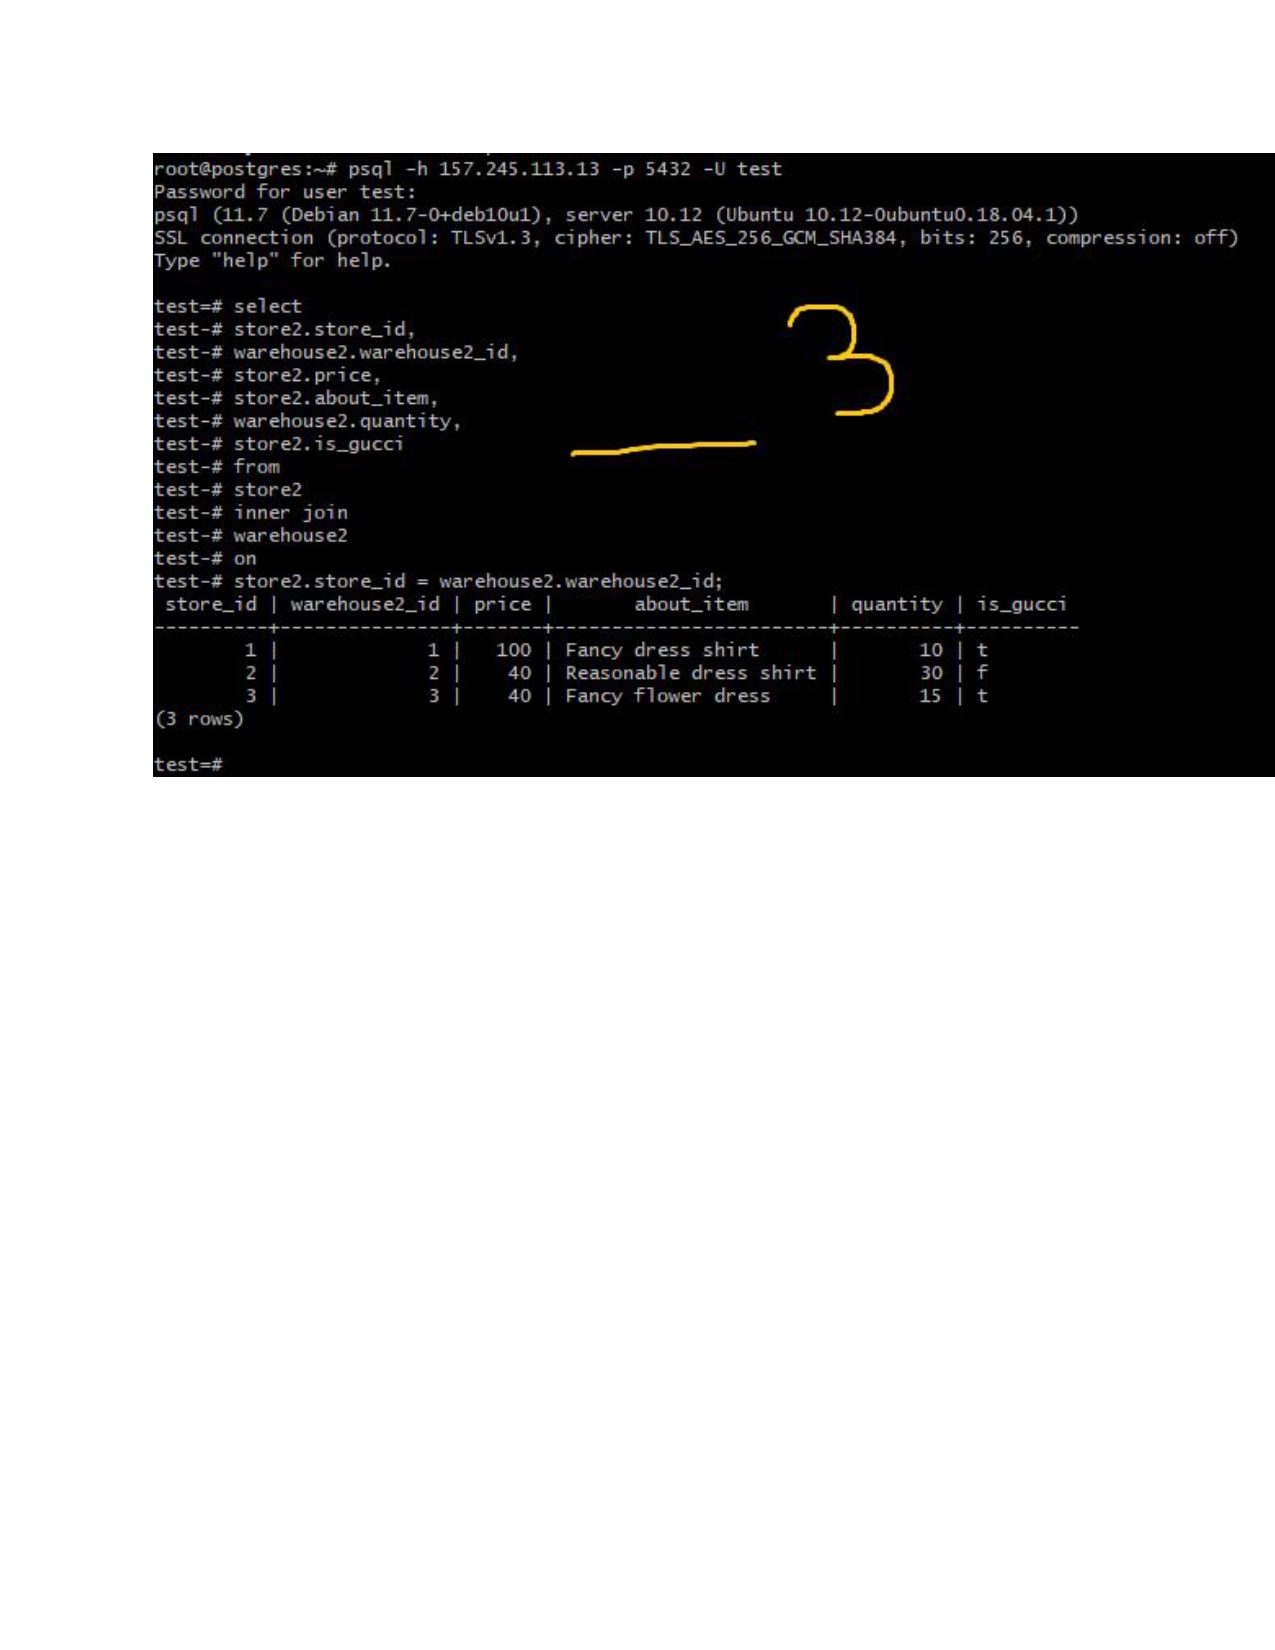 root@postgres:~# psql -h 157.245.113.13 -p 5432 -U test
Password for user test:
psql (11.7 (Debian 11.7-0+deb10u1), server 10.12 (Ubuntu 10.12-0ubuntu0.18.04.1))
SSL connection (protocol: TLSv1.3, cipher: TLS_AES_256_GCM_SHA384, bits: 256, compression: off)
Type "help" for help.

test=# select
test-# store2.store_id,
test-# warehouse2.warehouse2_id,
test-# store2.price,
test-# store2.about_item,
test-# warehouse2.quantity,
test-# store2.is_gucci
test-# from
test-# store2
test-# inner join
test-# warehouse2
test-# on
test-# store2.store_id = warehouse2.warehouse2_id;
 store_id | warehouse2_id | price |       about_item       | quantity | is_gucci
----------+---------------+-------+------------------------+----------+----------
        1 |             1 |   100 | Fancy dress shirt      |       10 | t
        2 |             2 |    40 | Reasonable dress shirt |       30 | f
        3 |             3 |    40 | Fancy flower dress     |       15 | t
(3 rows)

test=#
3